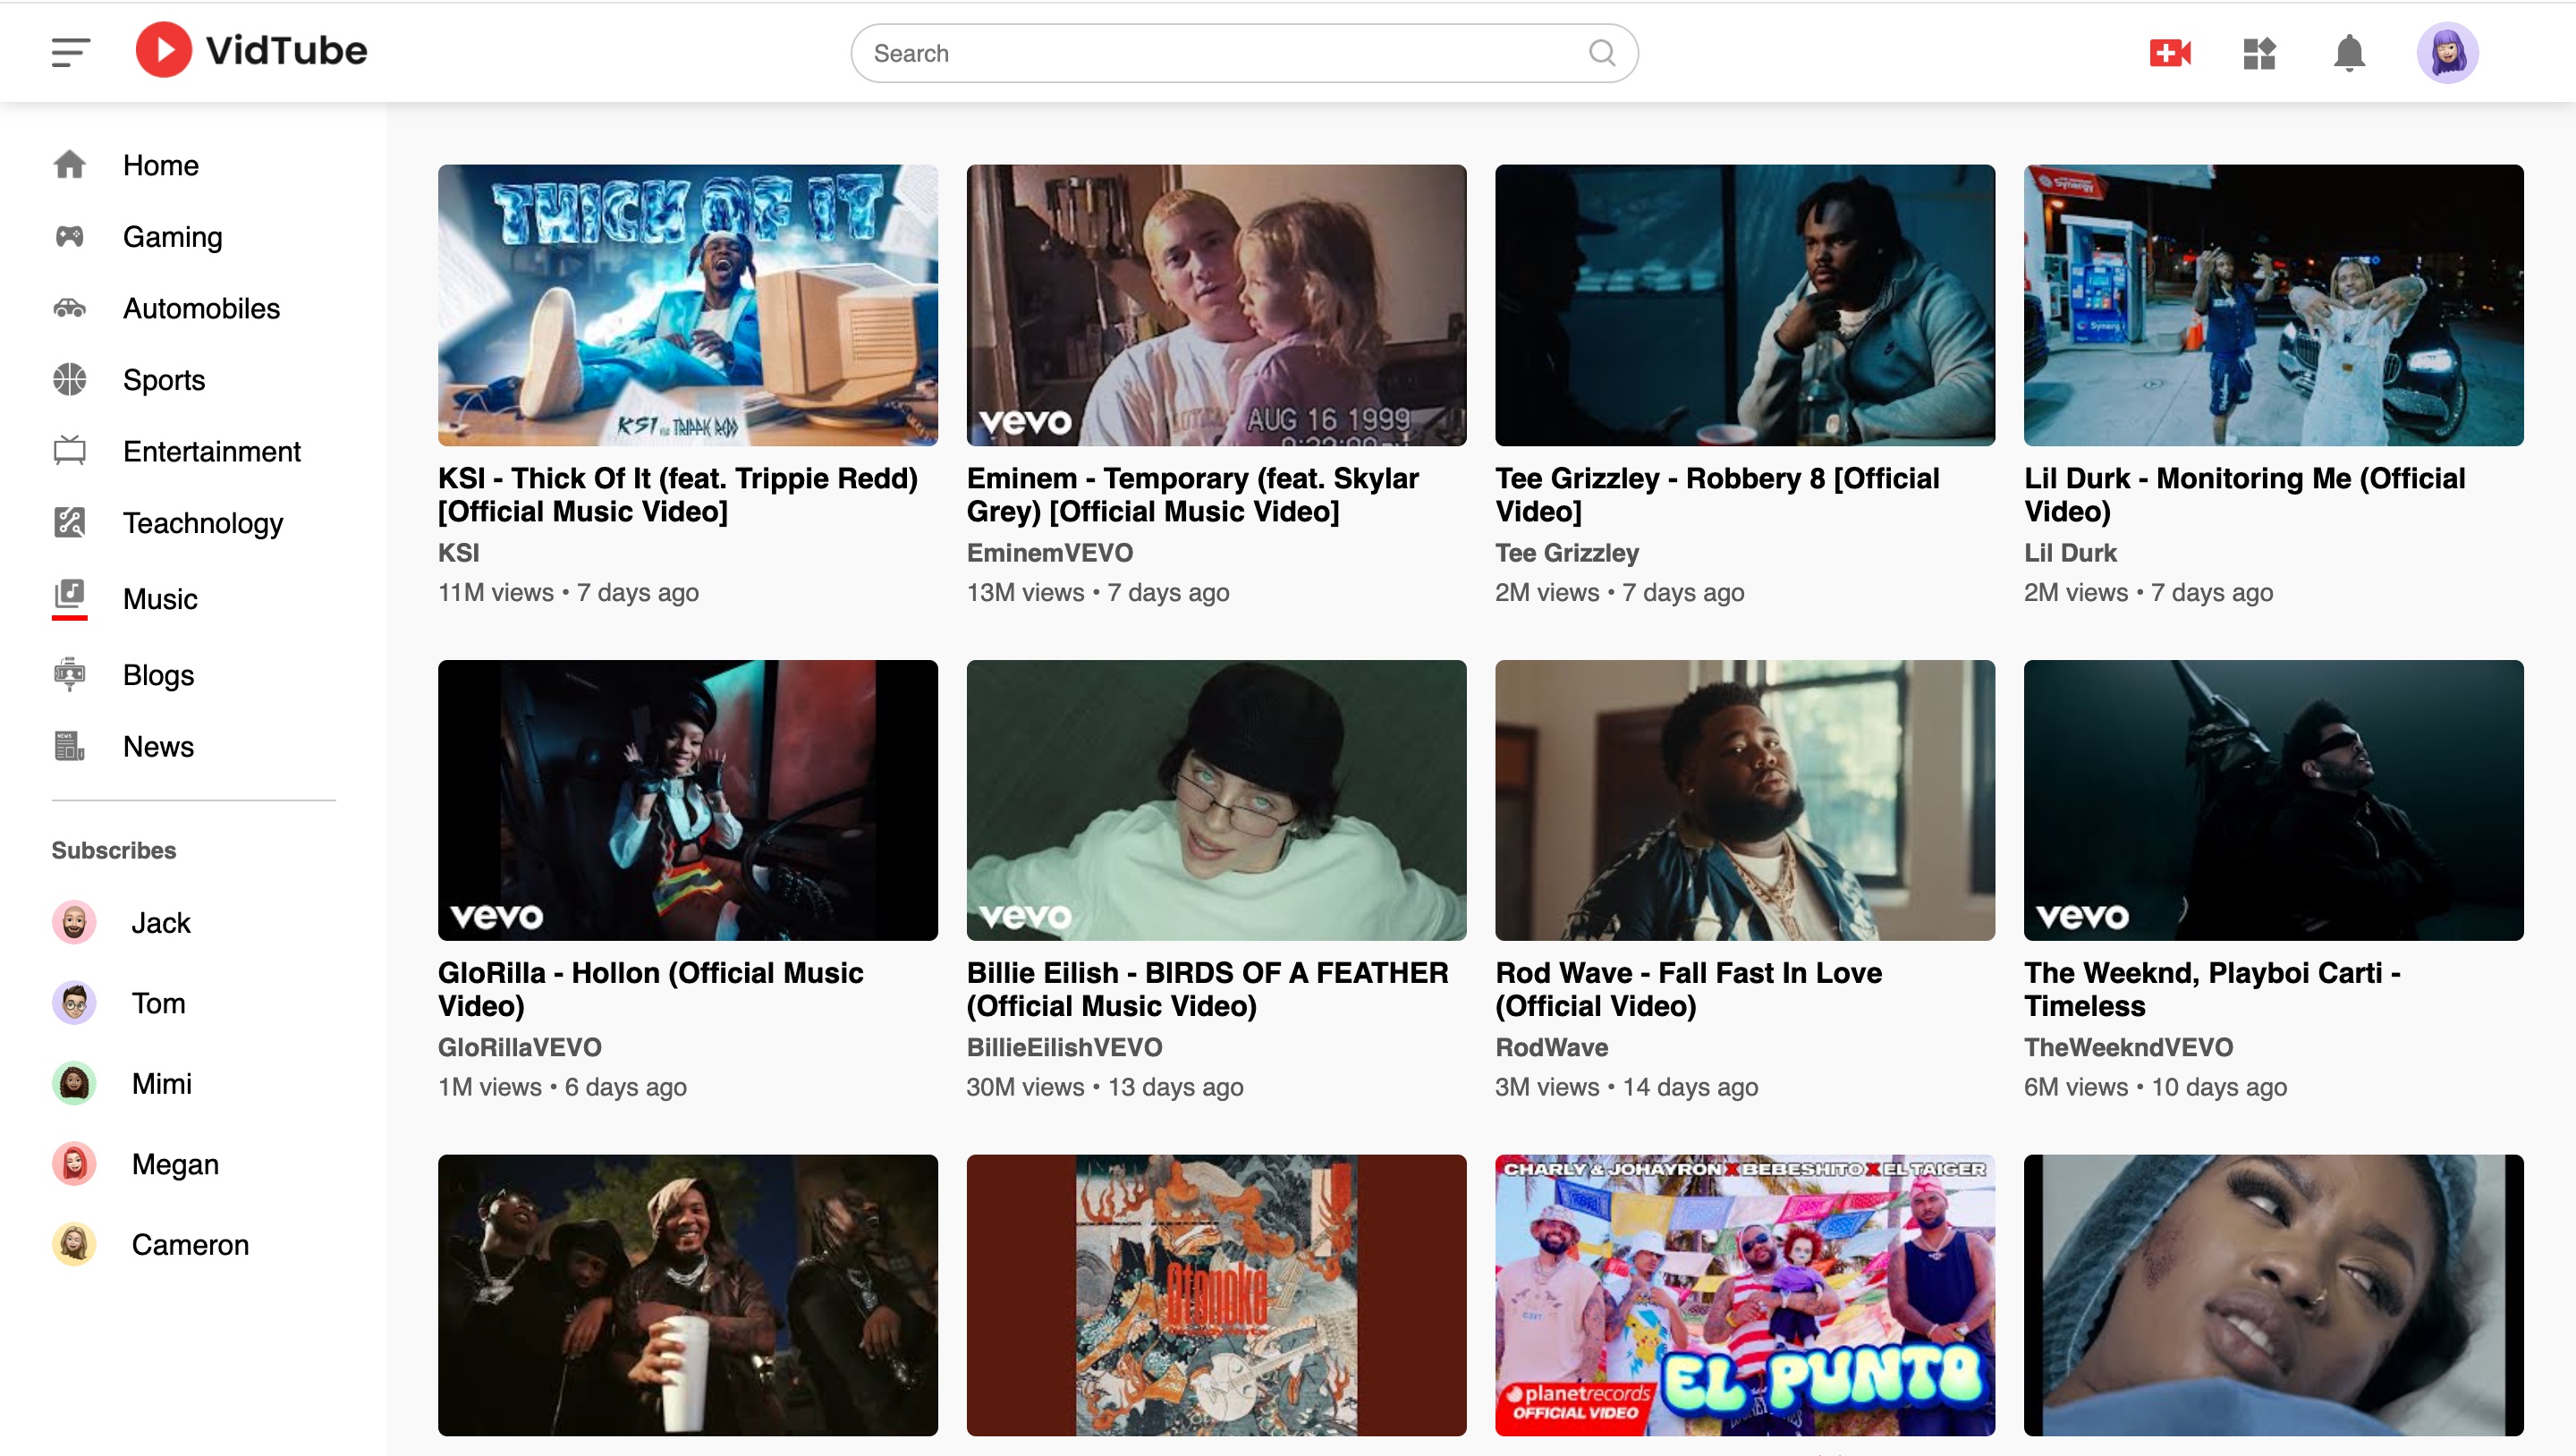 VidTube
Search
Home
Gaming
Automobiles
Sports
Entertainment
Teachnology
Music
Blogs
News
Subscribes
Jack
Tom
Mimi
Megan
Cameron
THICK OF IT
KSI FEAT. TRIPPIE REDD
KSI - Thick Of It (feat. Trippie Redd)
[Official Music Video]
KSI
11M views • 7 days ago
vevo
AUG 16 1999
Eminem - Temporary (feat. Skylar
Grey) [Official Music Video]
EminemVEVO
13M views • 7 days ago
Tee Grizzley - Robbery 8 [Official
Video]
Tee Grizzley
2M views • 7 days ago
Synergy
Synergy
Lil Durk - Monitoring Me (Official
Video)
Lil Durk
2M views • 7 days ago
vevo
GloRilla - Hollon (Official Music
Video)
GloRillaVEVO
1M views • 6 days ago
vevo
Billie Eilish - BIRDS OF A FEATHER
(Official Music Video)
BillieEilishVEVO
30M views • 13 days ago
Rod Wave - Fall Fast In Love
(Official Video)
RodWave
3M views • 14 days ago
vevo
The Weeknd, Playboi Carti -
Timeless
TheWeekndVEVO
6M views • 10 days ago
Otonoke
CHARLY & JOHAYRON X BEBESHITO X EL TAIGER
EL PUNTO
planetrecords
OFFICIAL VIDEO